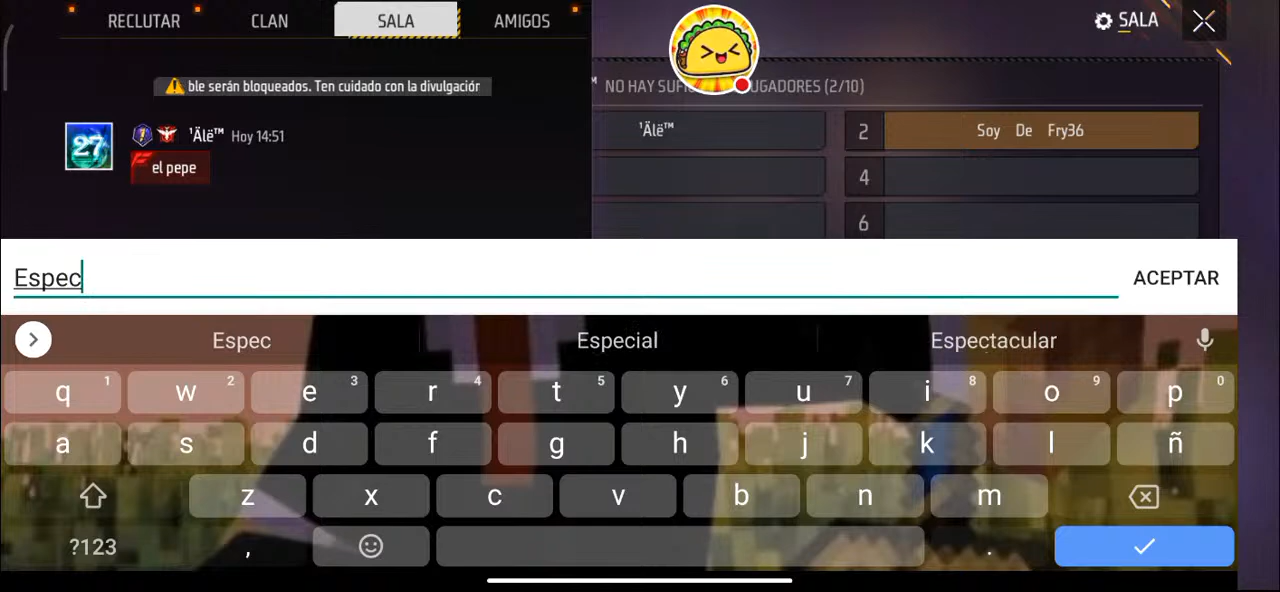 RECLUTAR CLAN SALA AMIGOS
SALA
ble serán bloqueados. Ten cuidado con la divulgaciór
NO HAY SUFI UGADORES (2/10)
27 ¹Älë™ Hoy 14:51
el pepe
¹Älë™ 2 Soy De Fry36
4
6
Espec ACEPTAR
Espec Especial Espectacular
q 1 w 2 e 3 r 4 t 5 y 6 u 7 i 8 o 9 p 0
a s d f g h j k l ñ
z x c v b n m
?123 , .